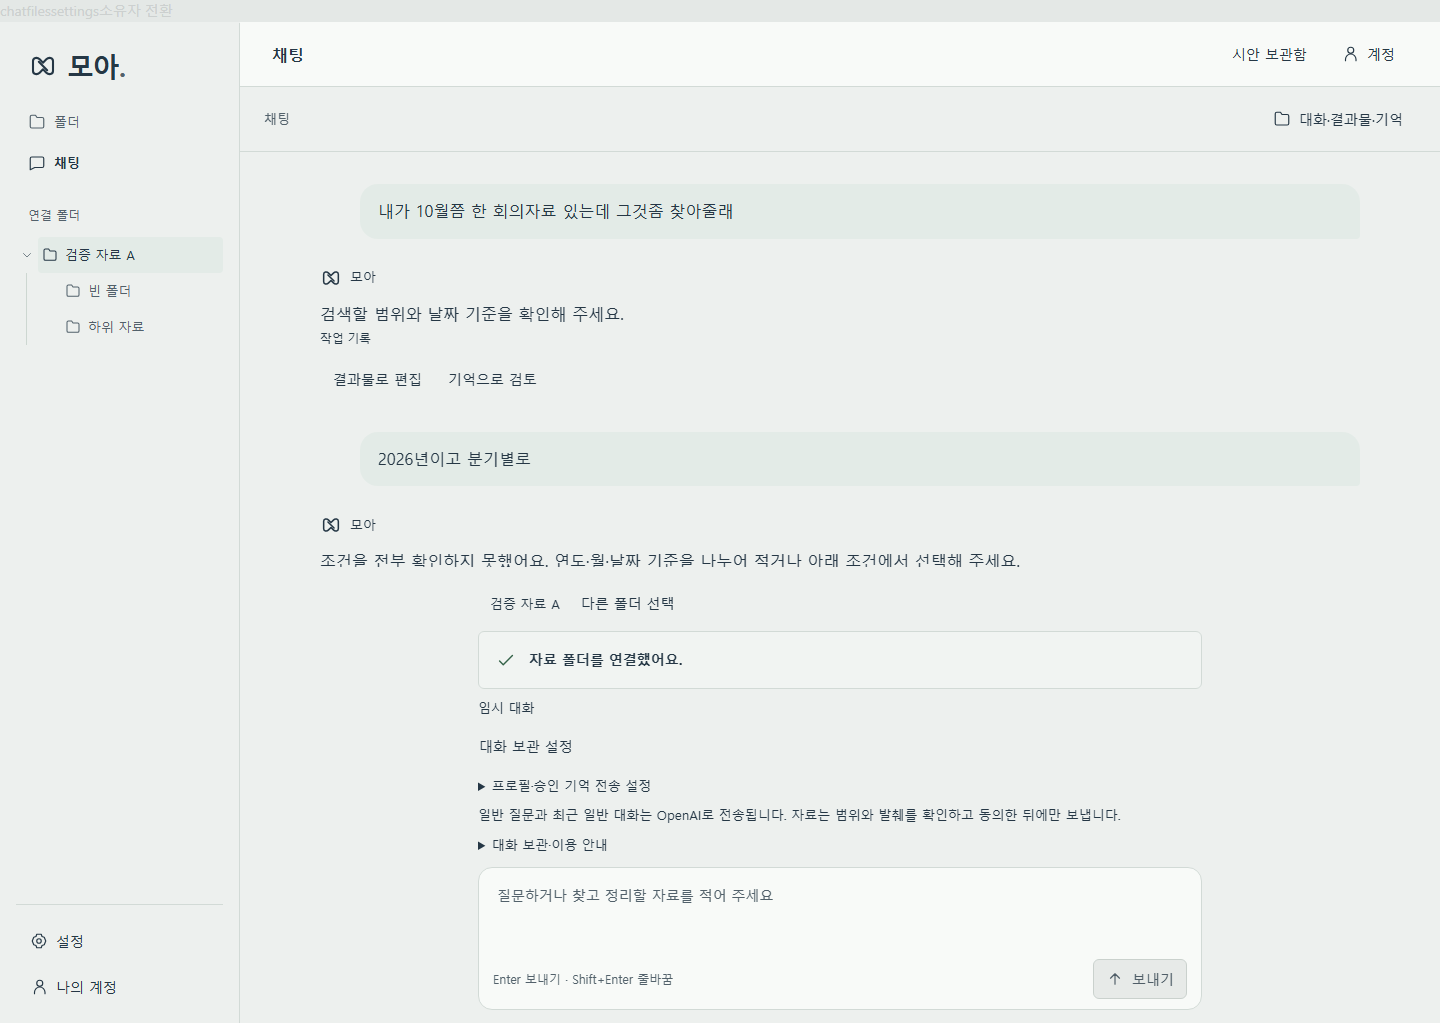 chatfilessettings소유자 전환
모아.
폴더
채팅
연결 폴더
검증 자료 A
빈 폴더
하위 자료
설정
나의 계정
채팅
시안 보관함
계정
채팅
대화·결과물·기억
내가 10월쯤 한 회의자료 있는데 그것좀 찾아줄래
모아
검색할 범위와 날짜 기준을 확인해 주세요.
작업 기록
결과물로 편집 기억으로 검토
2026년이고 분기별로
모아
조건을 전부 확인하지 못했어요. 연도·월·날짜 기준을 나누어 적거나 아래 조건에서 선택해 주세요.
검증 자료 A 다른 폴더 선택
자료 폴더를 연결했어요.
임시 대화
대화 보관 설정
프로필·승인 기억 전송 설정
일반 질문과 최근 일반 대화는 OpenAI로 전송됩니다. 자료는 범위와 발췌를 확인하고 동의한 뒤에만 보냅니다.
대화 보관·이용 안내
질문하거나 찾고 정리할 자료를 적어 주세요
Enter 보내기 · Shift+Enter 줄바꿈
보내기